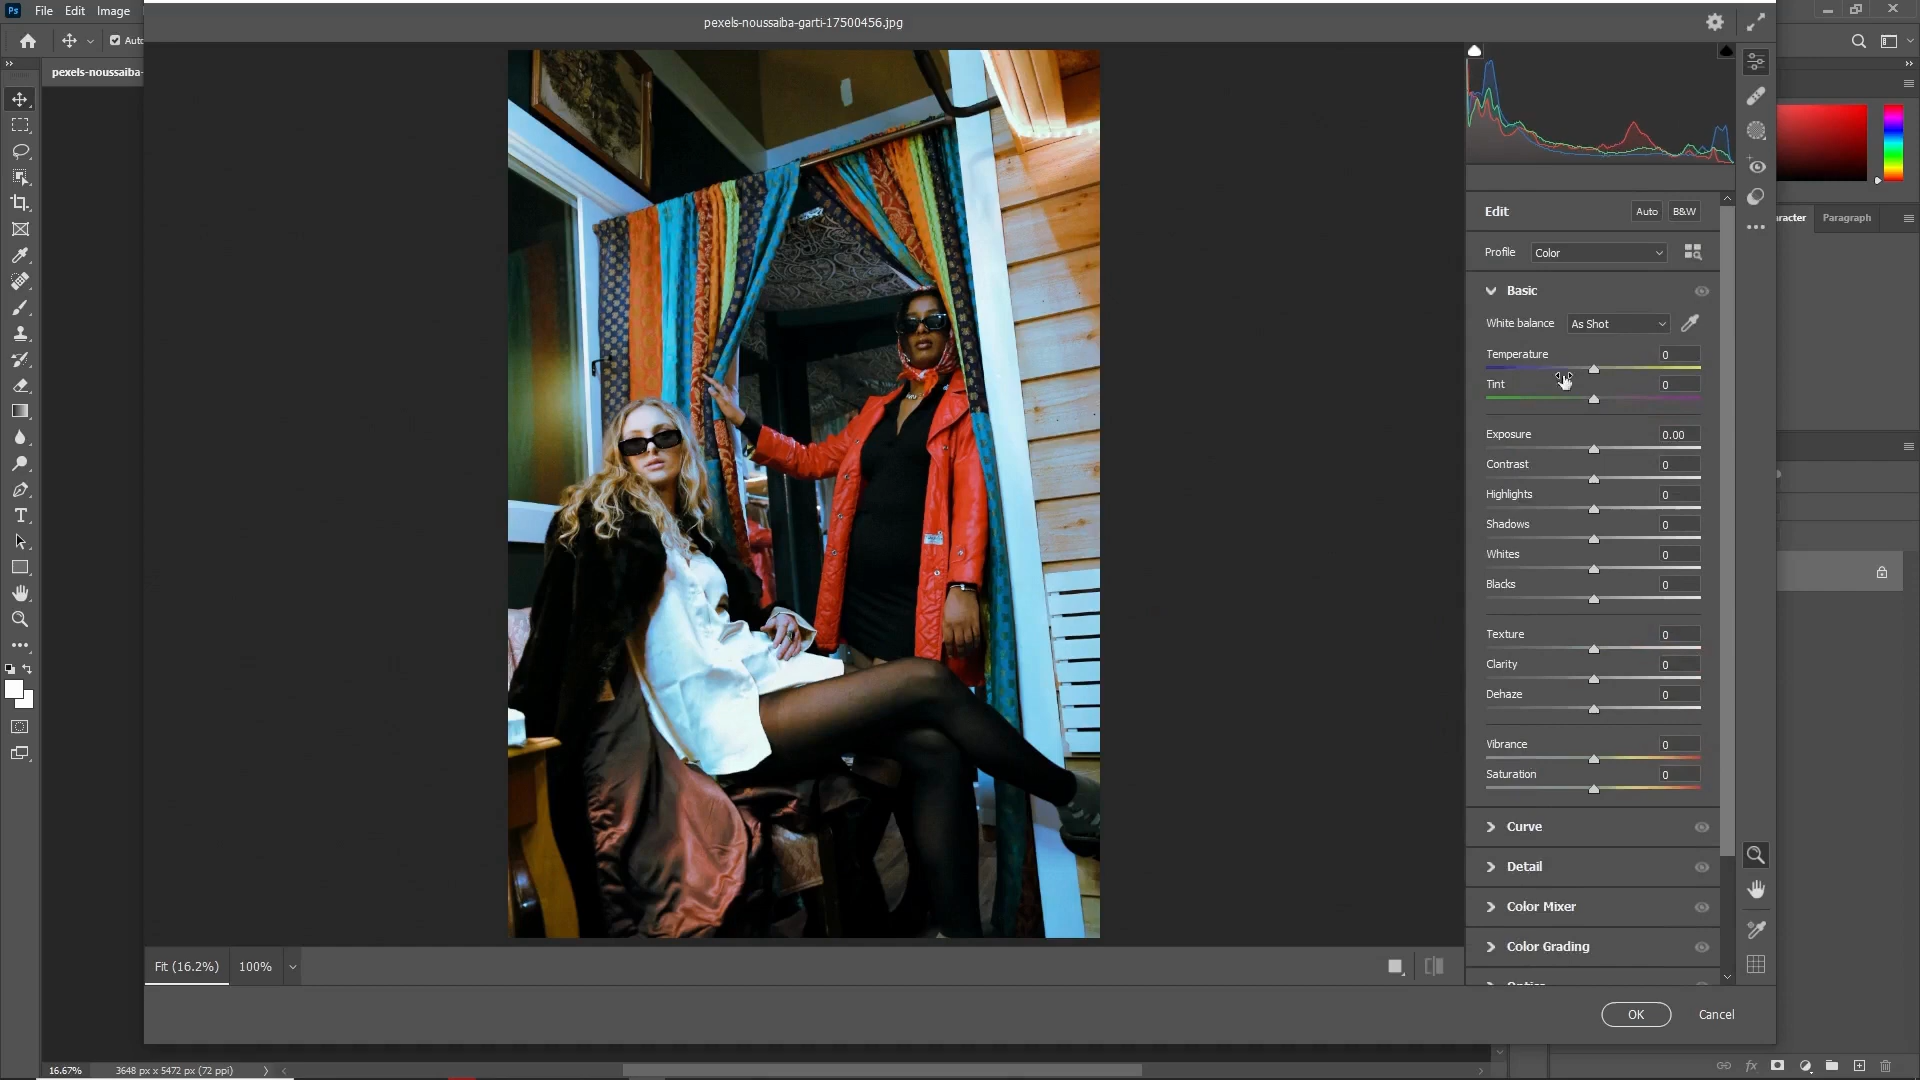 Ps File Edit Image
pexels-noussaiba-garti-17500456.jpg
Auto
pexels-noussaiba-
Edit Auto B&W
Profile Color
Paragraph
Basic
White balance As Shot
Temperature 0
Tint 0
Exposure 0.00
Contrast 0
Highlights 0
Shadows 0
Whites 0
Blacks 0
Texture 0
Clarity 0
Dehaze 0
Vibrance 0
Saturation 0
Curve
Detail
Color Mixer
Color Grading
Fit (16.2%) 100%
OK Cancel
16.67% 3648 px x 5472 px (72 ppi)
fx